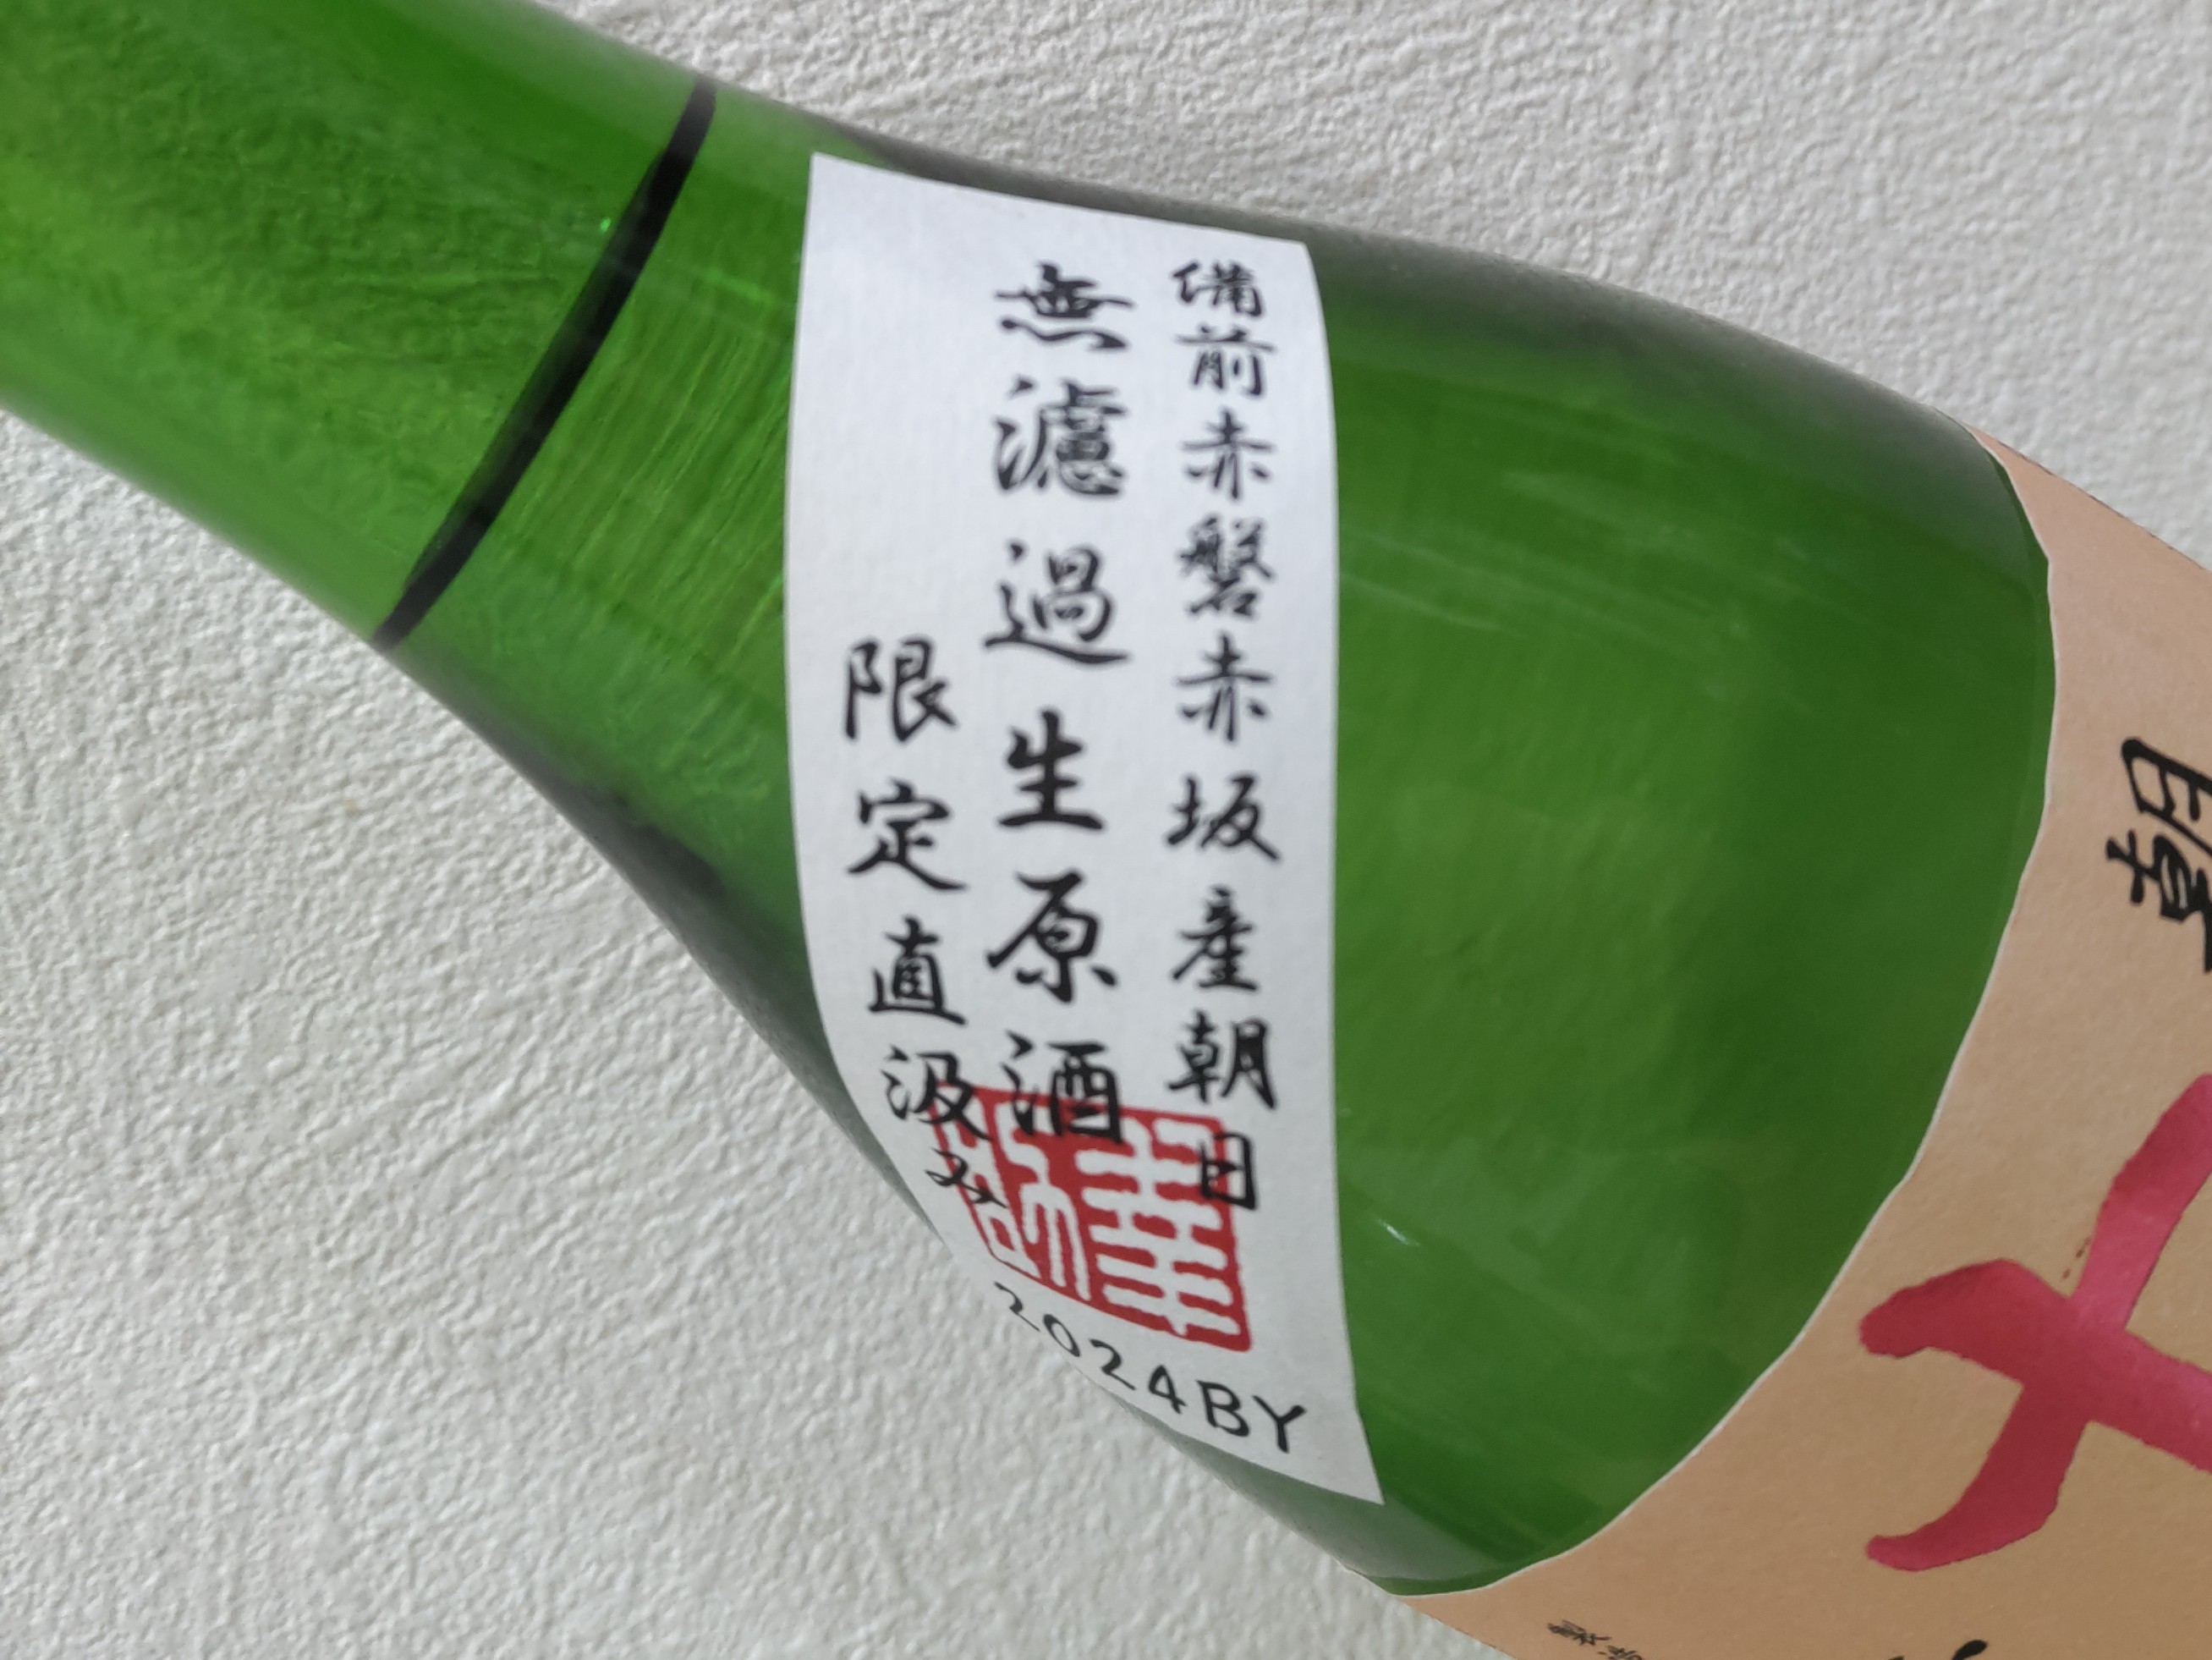 備前赤磐赤坂産朝日
無濾過生原酒
限定直汲み
2024BY
朝